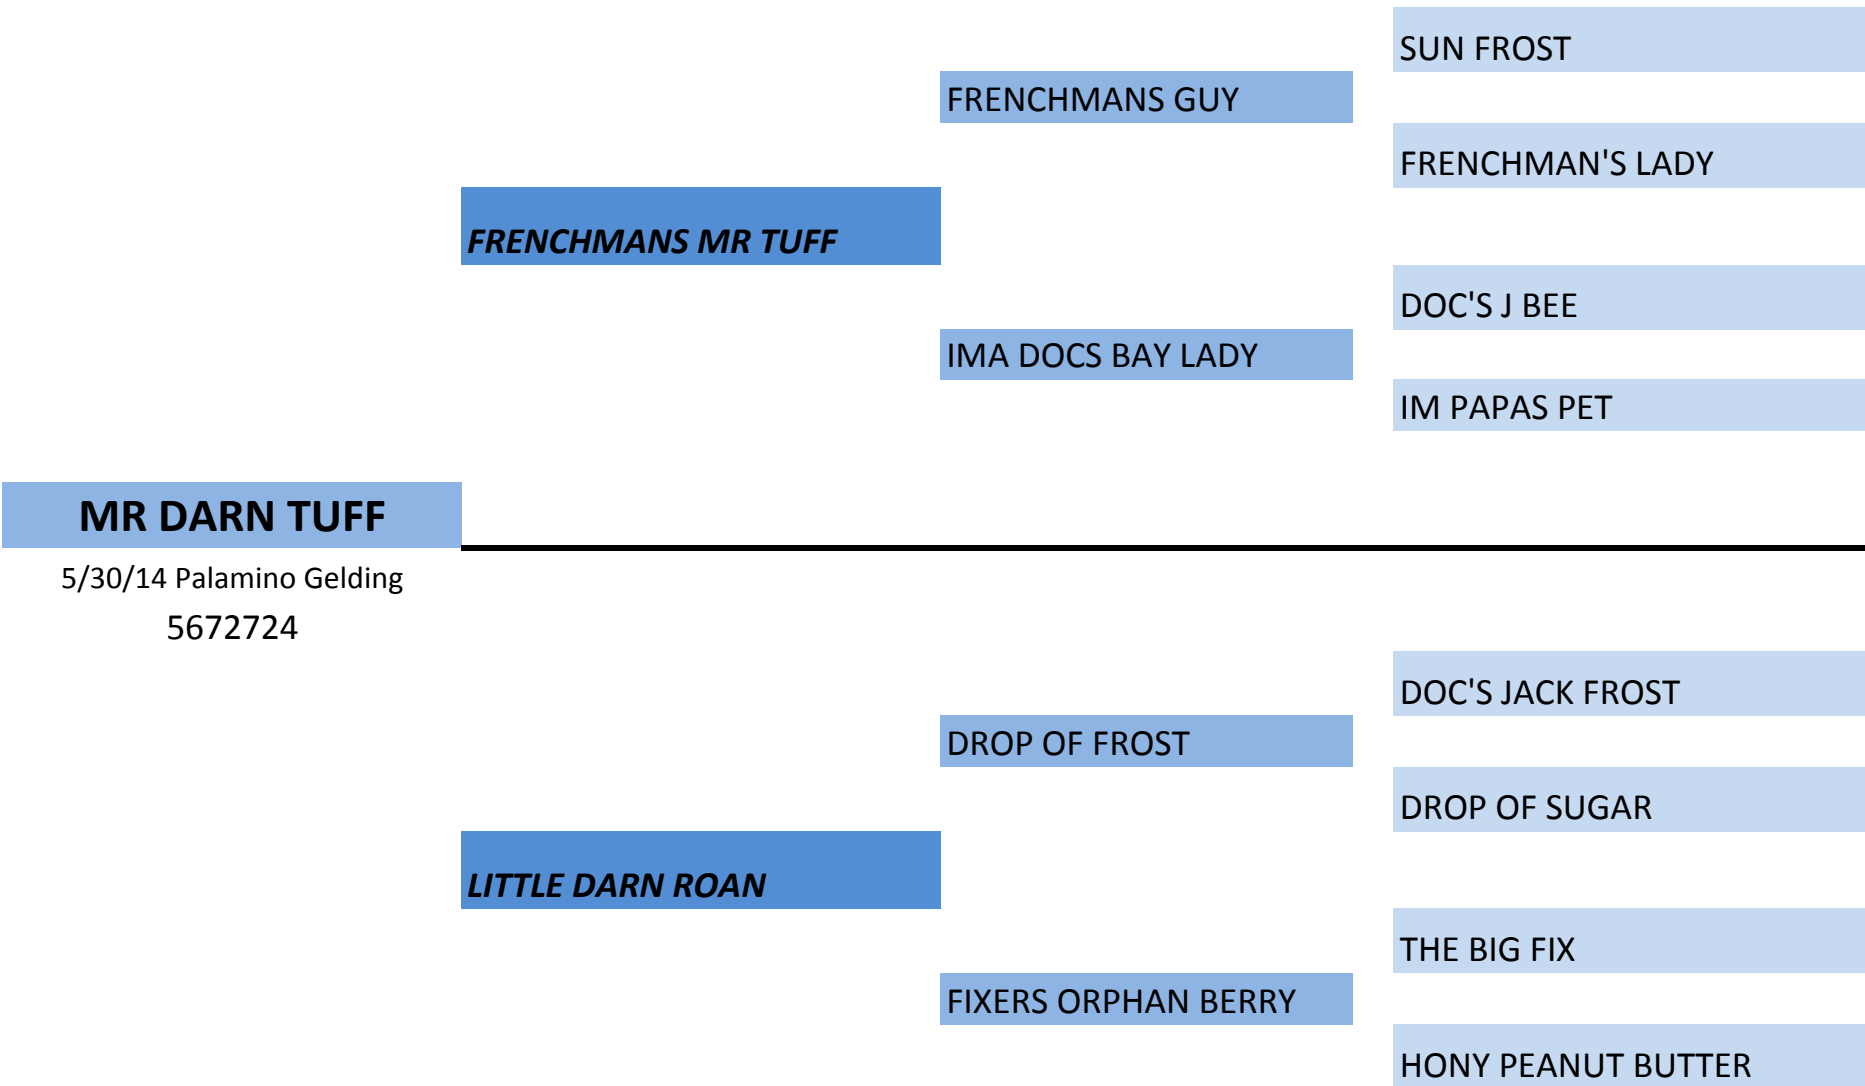 SUN FROST
FRENCHMANS GUY
FRENCHMAN'S LADY
FRENCHMANS MR TUFF
DOC'S J BEE
IMA DOCS BAY LADY
IM PAPAS PET
MR DARN TUFF
5/30/14 Palamino Gelding
5672724
DOC'S JACK FROST
DROP OF FROST
DROP OF SUGAR
LITTLE DARN ROAN
THE BIG FIX
FIXERS ORPHAN BERRY
HONY PEANUT BUTTER